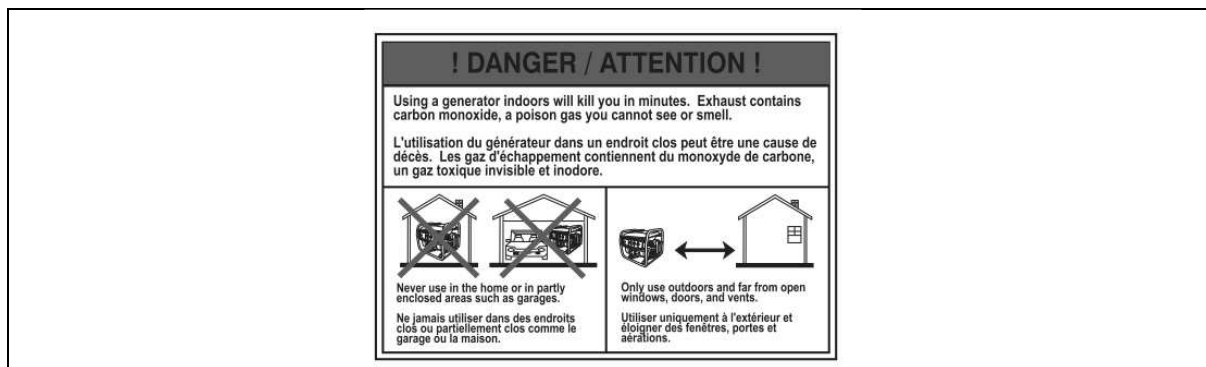 ! DANGER / ATTENTION !
Using a generator indoors will kill you in minutes. Exhaust contains
carbon monoxide, a poison gas you cannot see or smell.
L'utilisation du générateur dans un endroit clos peut être une cause de
décès. Les gaz d'échappement contiennent du monoxyde de carbone,
un gaz toxique invisible et inodore.
Never use in the home or in partly
enclosed areas such as garages.
Ne jamais utiliser dans des endroits
clos ou partiellement clos comme le
garage ou la maison.
Only use outdoors and far from open
windows, doors, and vents.
Utiliser uniquement à l'extérieur et
éloigner des fenêtres, portes et
aérations.